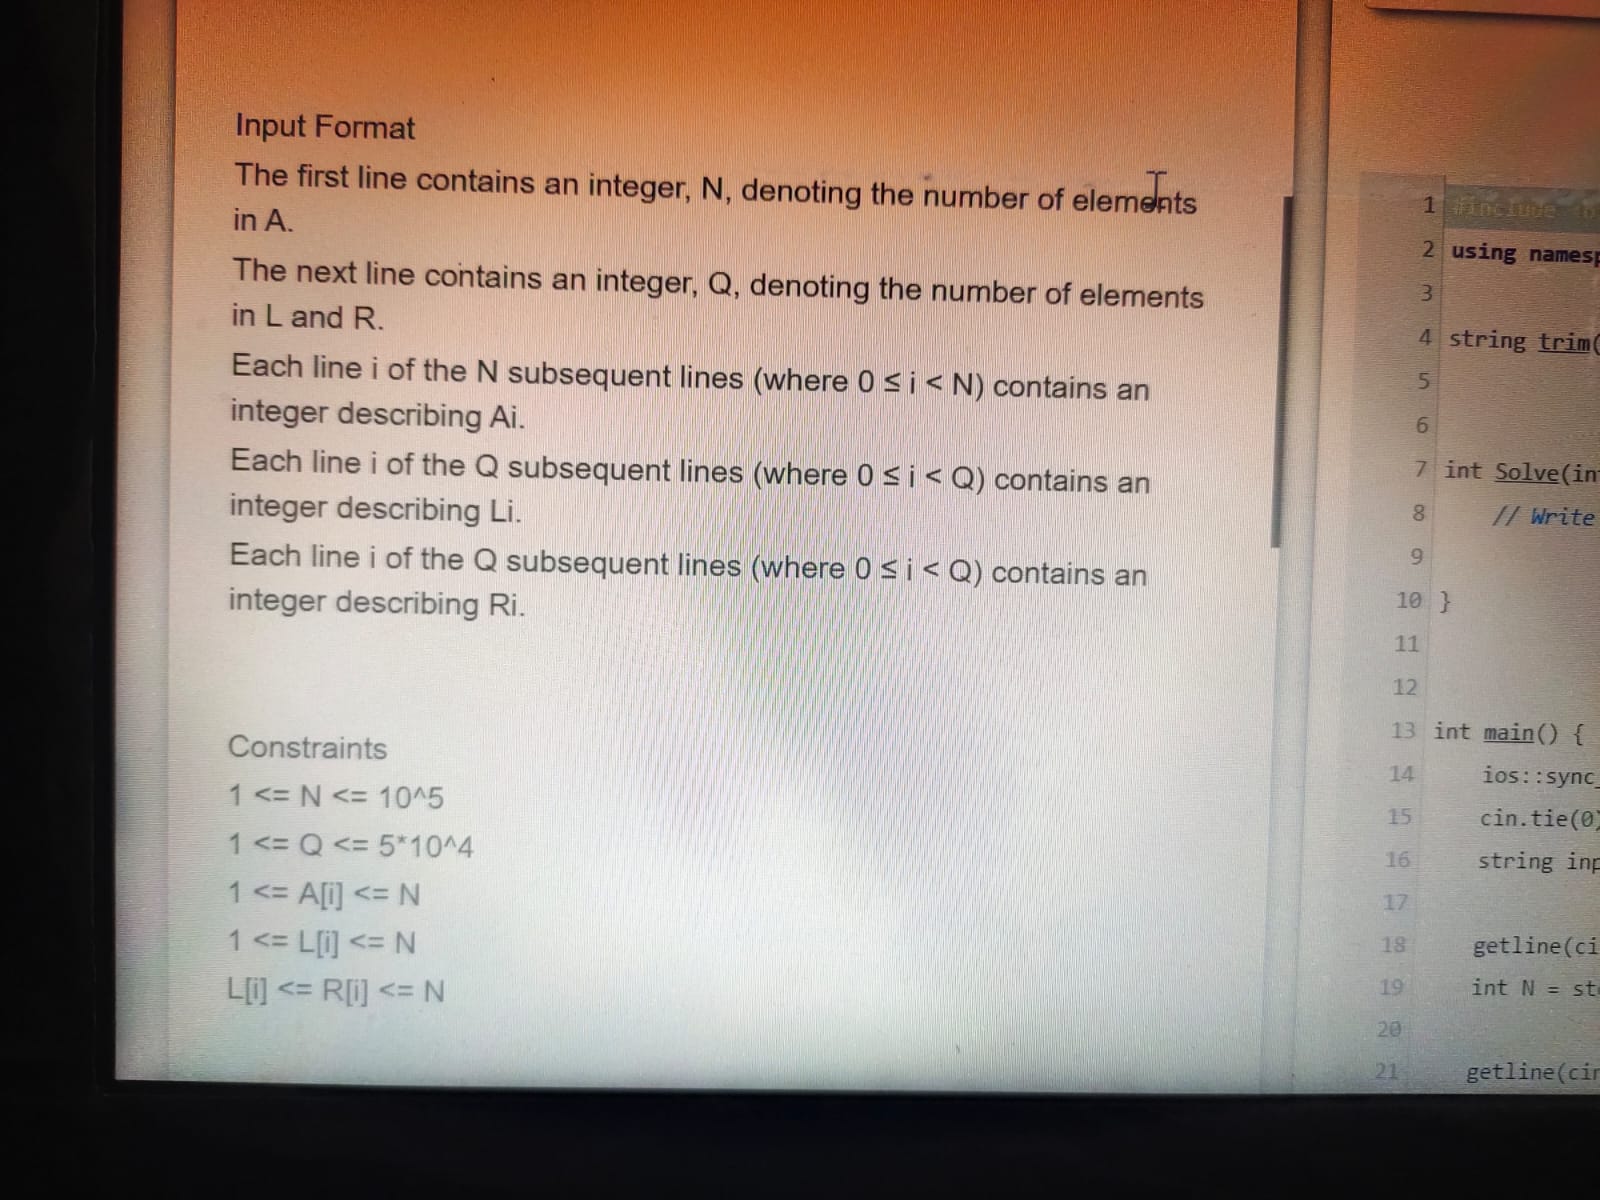 Input Format
The first line contains an integer, N, denoting the number of elements
in A.
The next line contains an integer, Q, denoting the number of elements
in L and R.
Each line i of the N subsequent lines (where 0 ≤ i < N) contains an
integer describing Ai.
Each line i of the Q subsequent lines (where 0 ≤ i < Q) contains an
integer describing Li.
Each line i of the Q subsequent lines (where 0 ≤ i < Q) contains an
integer describing Ri.
Constraints
1 <= N <= 10^5
1 <= Q <= 5*10^4
1 <= A[i] <= N
1 <= L[i] <= N
L[i] <= R[i] <= N
1 #include
2 using namesp
3
4 string trim(
5
6
7 int Solve(in
8 // Write
9
10 }
11
12
13 int main() {
14 ios::sync_
15 cin.tie(0)
16 string inp
17
18 getline(ci
19 int N = st
20
21 getline(cin